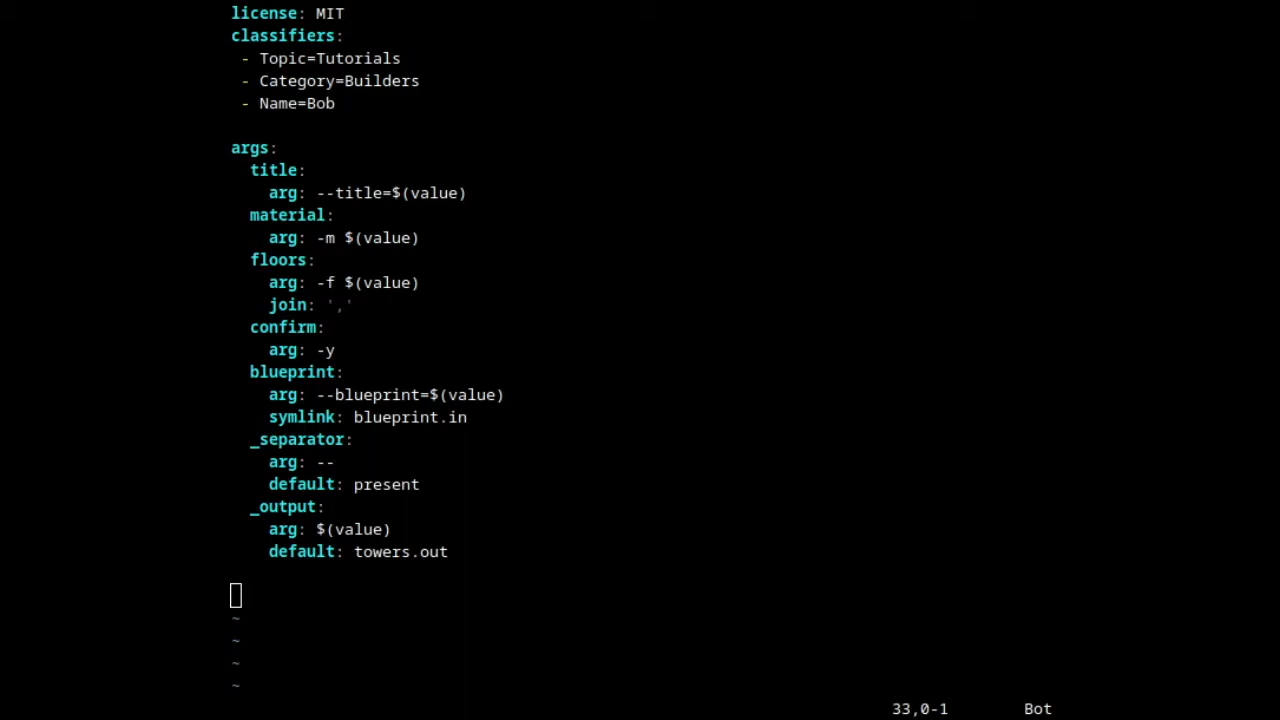 license: MIT
classifiers:
 - Topic=Tutorials
 - Category=Builders
 - Name=Bob

args:
  title:
    arg: --title=$(value)
  material:
    arg: -m $(value)
  floors:
    arg: -f $(value)
    join: ','
  confirm:
    arg: -y
  blueprint:
    arg: --blueprint=$(value)
    symlink: blueprint.in
  _separator:
    arg: --
    default: present
  _output:
    arg: $(value)
    default: towers.out

~
~
~
~
33,0-1 Bot